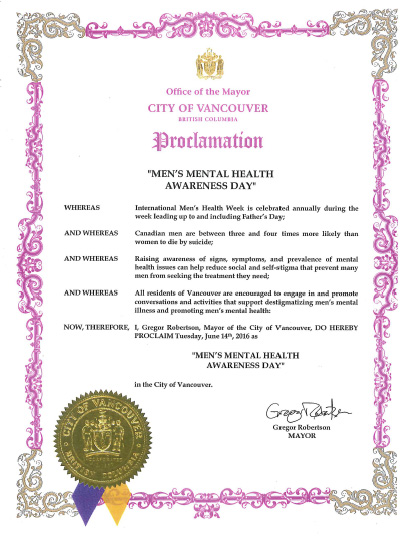 Office of the Mayor
CITY OF VANCOUVER
BRITISH COLUMBIA
Proclamation
"MEN'S MENTAL HEALTH
AWARENESS DAY"
WHEREAS International Men's Health Week is celebrated annually during the
week leading up to and including Father's Day;
AND WHEREAS Canadian men are between three and four times more likely than
women to die by suicide;
AND WHEREAS Raising awareness of signs, symptoms, and prevalence of mental
health issues can help reduce social and self-stigma that prevent many
men from seeking the treatment they need;
AND WHEREAS All residents of Vancouver are encouraged to engage in and promote
conversations and activities that support destigmatizing men's mental
illness and promoting men's mental health:
NOW, THEREFORE, I, Gregor Robertson, Mayor of the City of Vancouver, DO HEREBY
PROCLAIM Tuesday, June 14th, 2016 as
"MEN'S MENTAL HEALTH
AWARENESS DAY"
in the City of Vancouver.
Gregor Robertson
MAYOR
CITY OF VANCOUVER
BRITISH COLUMBIA